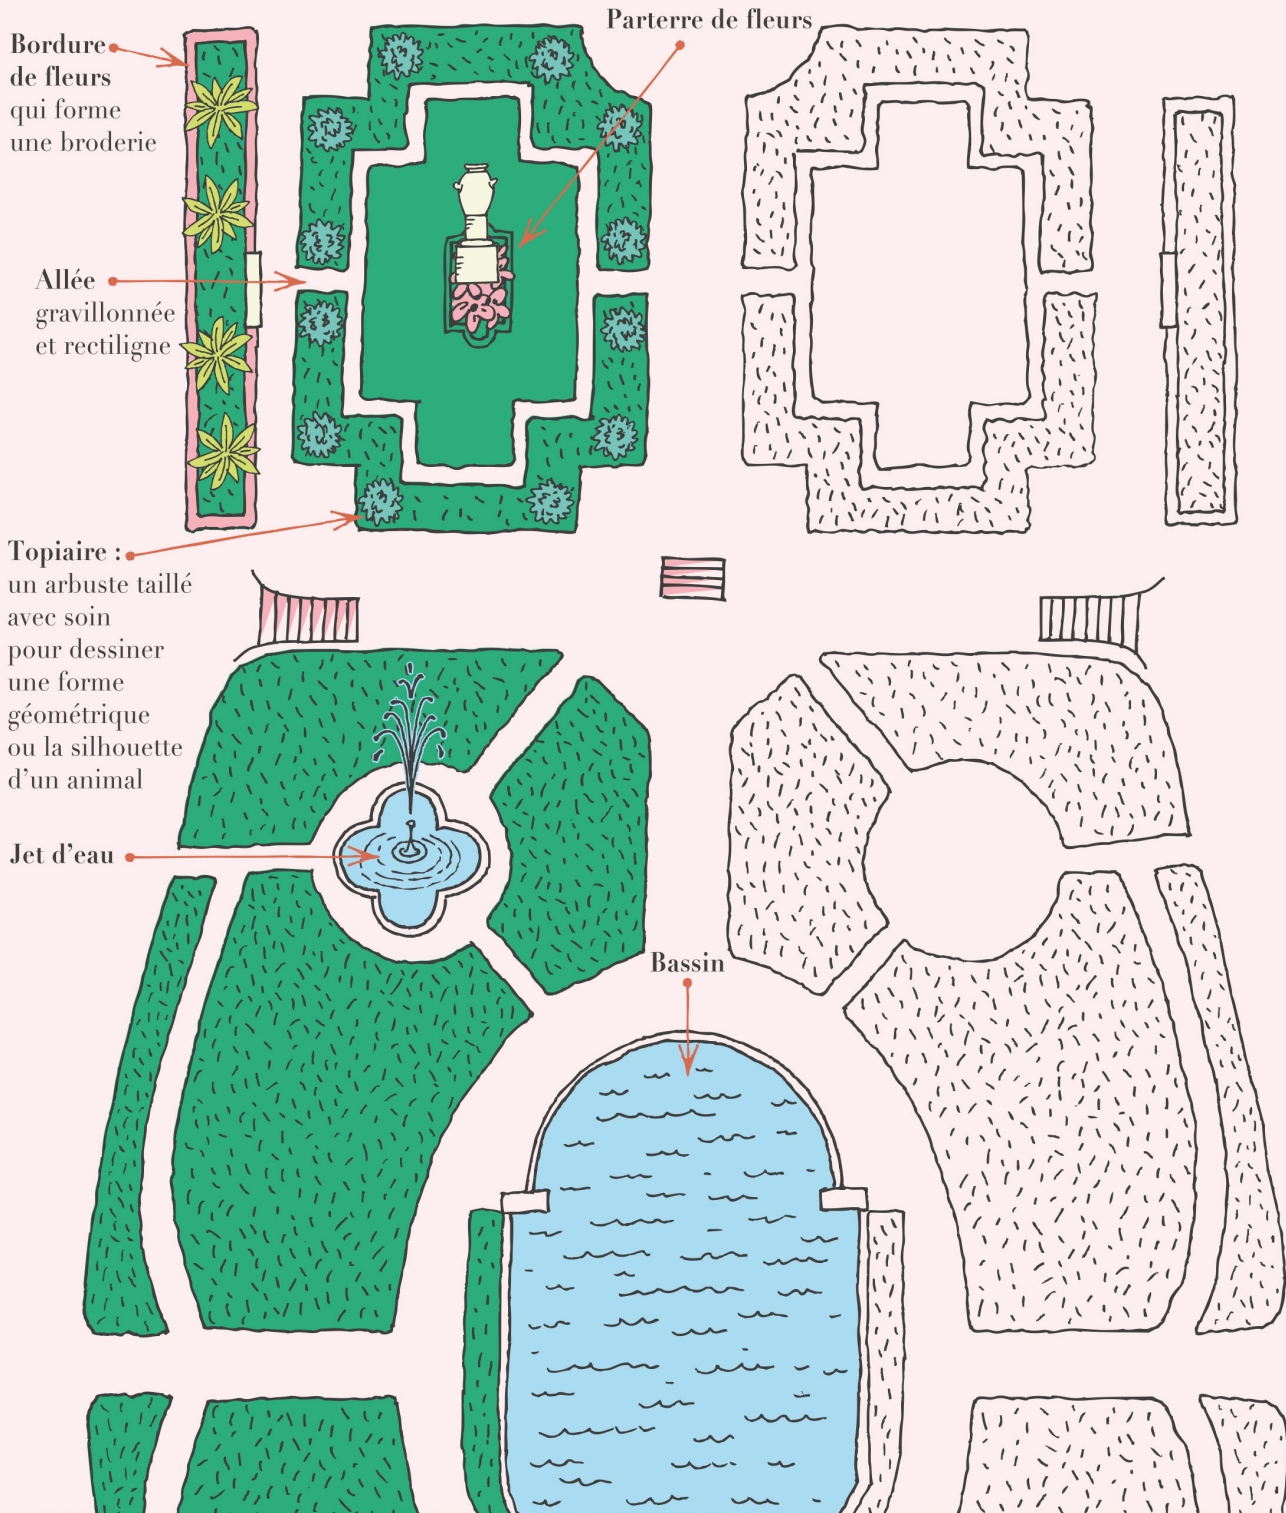 Parterre de fleurs
Bordure
de fleurs
qui forme
une broderie
Allée
gravillonnée
et rectiligne
Topiaire :
un arbuste taillé
avec soin
pour dessiner
une forme
géométrique
ou la silhouette
d’un animal
Jet d’eau
Bassin